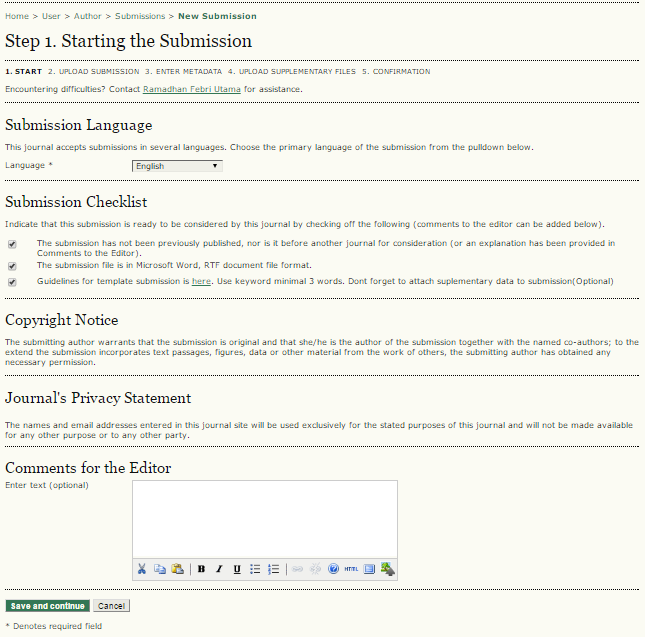 Home > User > Author > Submissions > New Submission
Step 1. Starting the Submission
1. START 2. UPLOAD SUBMISSION 3. ENTER METADATA 4. UPLOAD SUPPLEMENTARY FILES 5. CONFIRMATION
Encountering difficulties? Contact Ramadhan Febri Utama for assistance.
Submission Language
This journal accepts submissions in several languages. Choose the primary language of the submission from the pulldown below.
Language * English
Submission Checklist
Indicate that this submission is ready to be considered by this journal by checking off the following (comments to the editor can be added below).
The submission has not been previously published, nor is it before another journal for consideration (or an explanation has been provided in
Comments to the Editor).
The submission file is in Microsoft Word, RTF document file format.
Guidelines for template submission is here. Use keyword minimal 3 words. Dont forget to attach suplementary data to submission(Optional)
Copyright Notice
The submitting author warrants that the submission is original and that she/he is the author of the submission together with the named co-authors; to the
extend the submission incorporates text passages, figures, data or other material from the work of others, the submitting author has obtained any
necessary permission.
Journal's Privacy Statement
The names and email addresses entered in this journal site will be used exclusively for the stated purposes of this journal and will not be made available
for any other purpose or to any other party.
Comments for the Editor
Enter text (optional)
B I U HTML
Save and continue Cancel
* Denotes required field